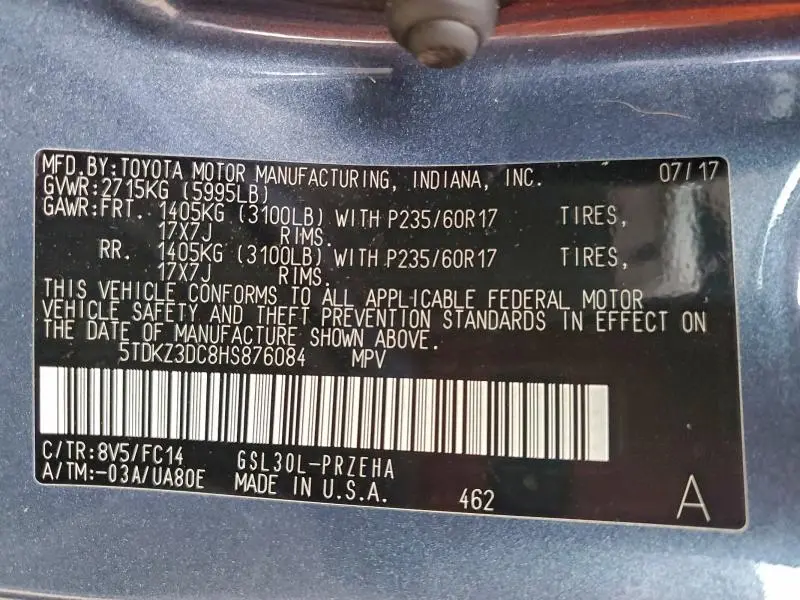 MFD.BY:TOYOTA MOTOR MANUFACTURING, INDIANA, INC. 07/17
GVWR:2715KG (5995LB)
GAWR:FRT. 1405KG (3100LB) WITH P235/60R17 TIRES,
17X7J RIMS.
RR. 1405KG (3100LB) WITH P235/60R17 TIRES,
17X7J RIMS.
THIS VEHICLE CONFORMS TO ALL APPLICABLE FEDERAL MOTOR
VEHICLE SAFETY AND THEFT PREVENTION STANDARDS IN EFFECT ON
THE DATE OF MANUFACTURE SHOWN ABOVE.
5TDKZ3DC8HS876084 MPV
C/TR:8V5/FC14 GSL30L-PRZEHA
A/TM:-03A/UA80E MADE IN U.S.A. 462 A